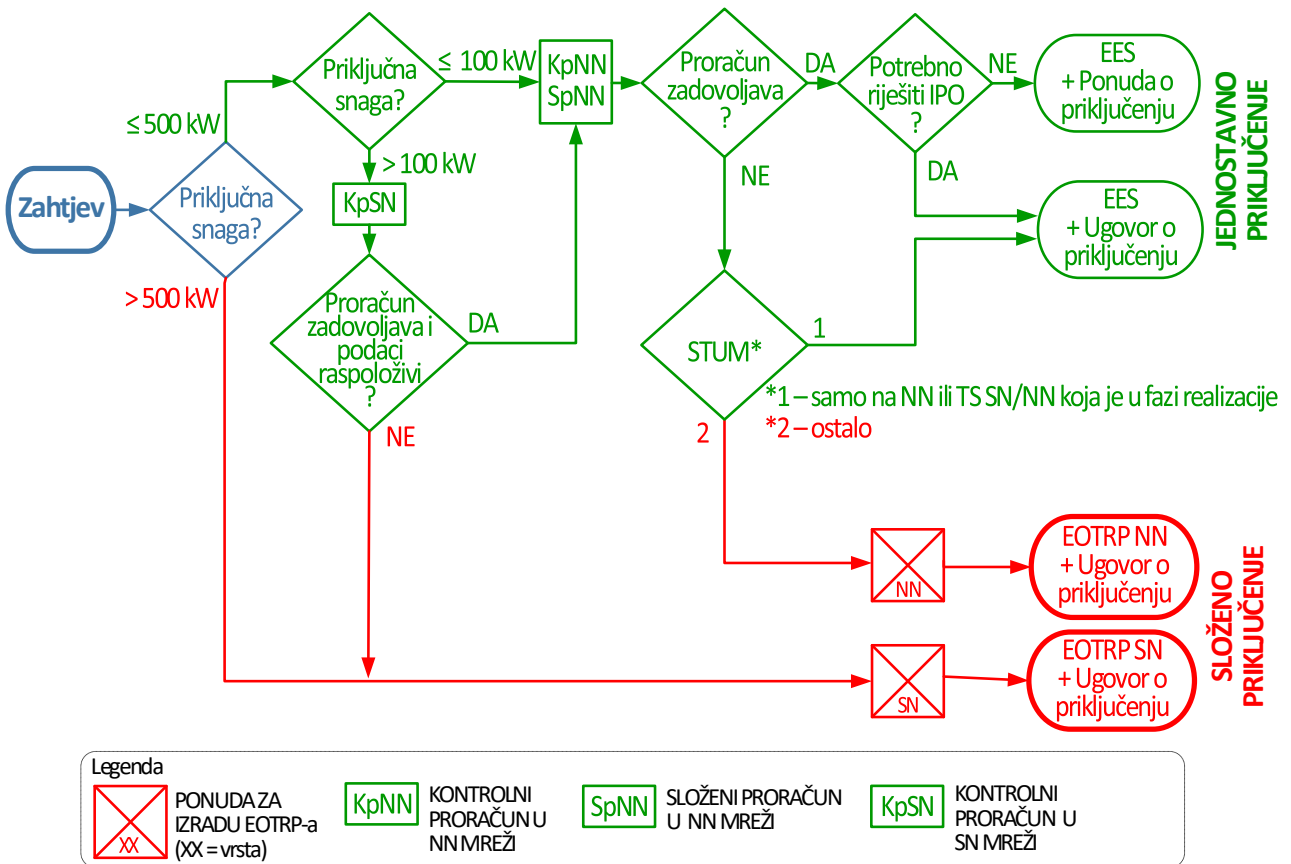 Zahtjev
Priključna
snaga?
≤ 500 kW
> 500 kW
Priključna
snaga?
≤ 100 kW
> 100 kW
KpSN
Proračun
zadovoljava i
podaci
raspoloživi
?
DA
NE
KpNN
SpNN
Proračun
zadovoljava
?
DA
NE
Potrebno
riješiti IPO
?
NE
DA
EES
+ Ponuda o
priključenju
EES
+ Ugovor o
priključenju
JEDNOSTAVNO
PRIKLJUČENJE
STUM*
1
2
*1 – samo na NN ili TS SN/NN koja je u fazi realizacije
*2 – ostalo
NN
EOTRP NN
+ Ugovor o
priključenju
SN
EOTRP SN
+ Ugovor o
priključenju
SLOŽENO
PRIKLJUČENJE
Legenda
XX
PONUDA ZA
IZRADU EOTRP-a
(XX = vrsta)
KpNN
KONTROLNI
PRORAČUN U
NN MREŽI
SpNN
SLOŽENI PRORAČUN
U NN MREŽI
KpSN
KONTROLNI
PRORAČUN U
SN MREŽI